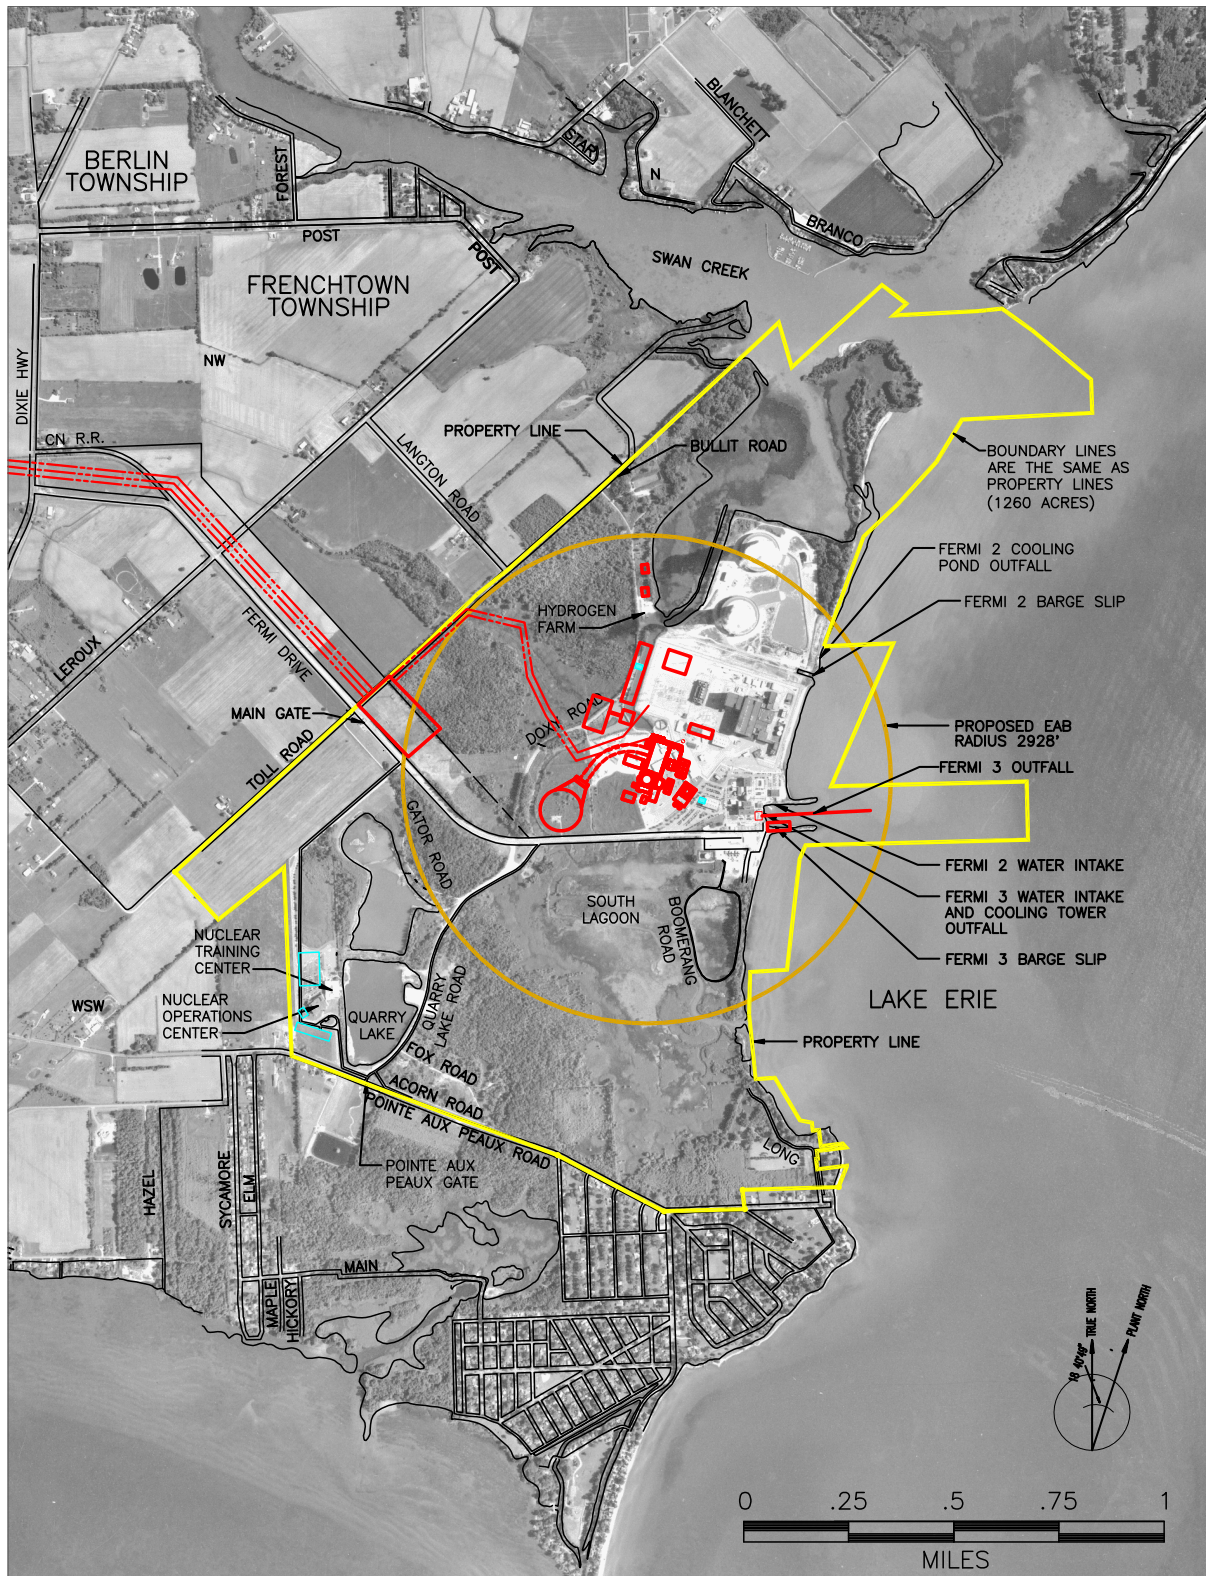 BLANCHETT
STAR
BERLIN
TOWNSHIP
FOREST
N
POST
BRANCO
POST
SWAN CREEK
FRENCHTOWN
TOWNSHIP
NW
DIXIE HWY
CN R.R.
LANGTON ROAD
PROPERTY LINE
BULLIT ROAD
BOUNDARY LINES
ARE THE SAME AS
PROPERTY LINES
(1260 ACRES)
FERMI 2 COOLING
POND OUTFALL
HYDROGEN
FARM
FERMI 2 BARGE SLIP
LEROUX
FERMI DRIVE
MAIN GATE
DOXY ROAD
PROPOSED EAB
RADIUS 2928'
TOLL ROAD
FERMI 3 OUTFALL
GATOR ROAD
FERMI 2 WATER INTAKE
SOUTH
LAGOON
BOOMERANG
ROAD
FERMI 3 WATER INTAKE
AND COOLING TOWER
OUTFALL
NUCLEAR
TRAINING
CENTER
FERMI 3 BARGE SLIP
WSW
NUCLEAR
OPERATIONS
CENTER
QUARRY
LAKE
QUARRY
LAKE ROAD
LAKE ERIE
PROPERTY LINE
FOX ROAD
ACORN ROAD
POINTE AUX PEAUX ROAD
LONG
POINTE AUX
PEAUX GATE
HAZEL
SYCAMORE
ELM
MAIN
MAPLE
HICKORY
TRUE NORTH
PLANT NORTH
18 40'49"
0 .25 .5 .75 1
MILES